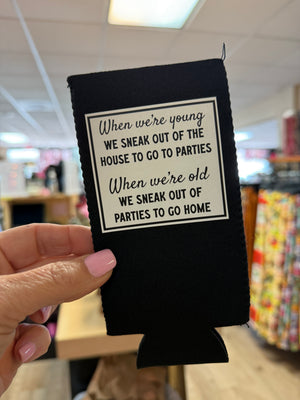 When we're young
WE SNEAK OUT OF THE
HOUSE TO GO TO PARTIES
When we're old
WE SNEAK OUT OF
PARTIES TO GO HOME